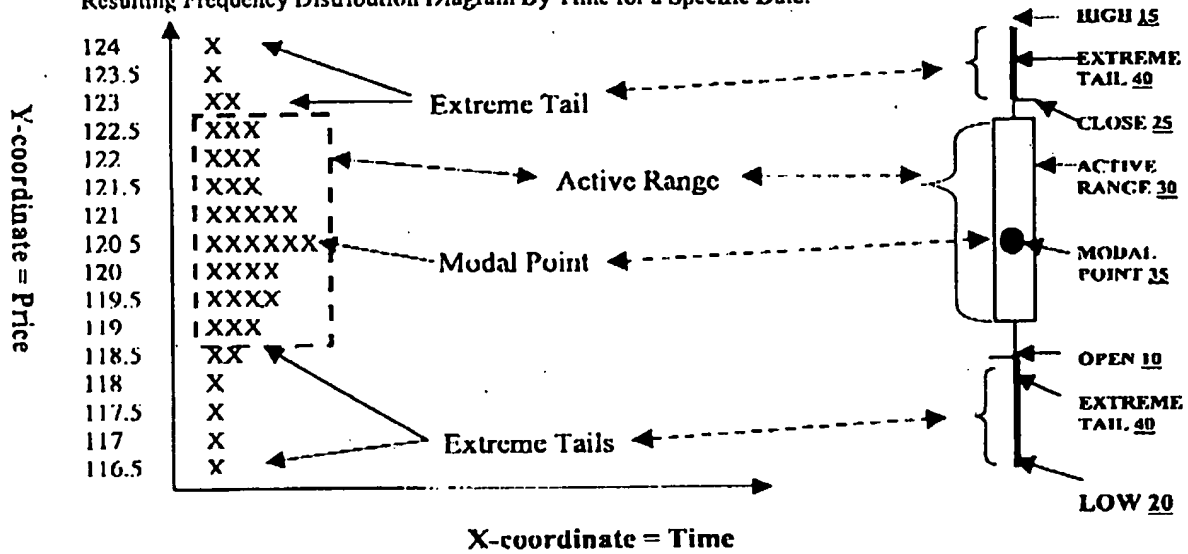 Resulting Frequency Distribution Diagram By Time for a Specific Date:
Y-coordinate = Price
124 X
123.5 X
123 XX
122.5 XXX
122 XXX
121.5 XXX
121 XXXXX
120.5 XXXXXX
120 XXXX
119.5 XXXX
119 XXX
118.5 XX
118 X
117.5 X
117 X
116.5 X
Extreme Tail
Active Range
Modal Point
Extreme Tails
X-coordinate = Time
HIGH 15
EXTREME
TAIL 40
CLOSE 25
ACTIVE
RANGE 30
MODAL
POINT 35
OPEN 10
EXTREME
TAIL 40
LOW 20